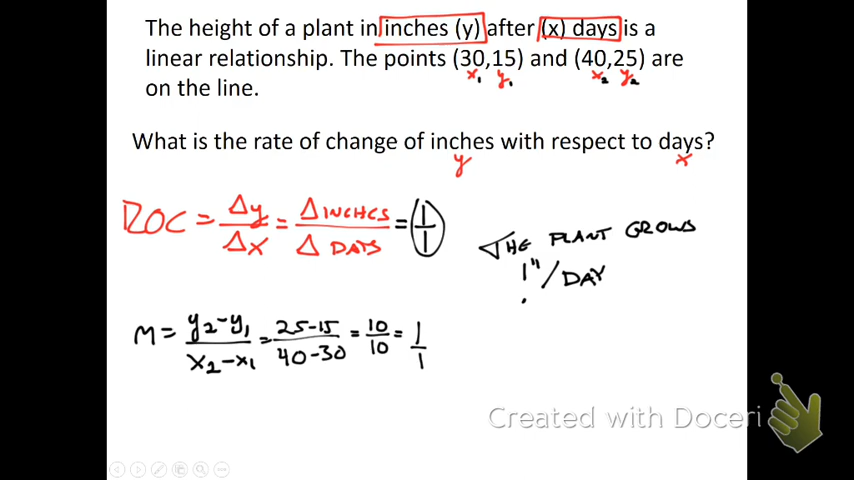 The height of a plant in inches (y) after (x) days is a
linear relationship. The points (30,15) and (40,25) are
x₁ y₁ x₂ y₂
on the line.
What is the rate of change of inches with respect to days?
y x
ROC = Δy/Δx = Δ INCHES/Δ DAYS = 1/1
THE PLANT GROWS
1"/DAY
M = y₂-y₁/x₂-x₁ = 25-15/40-30 = 10/10 = 1/1
Created with Doceri